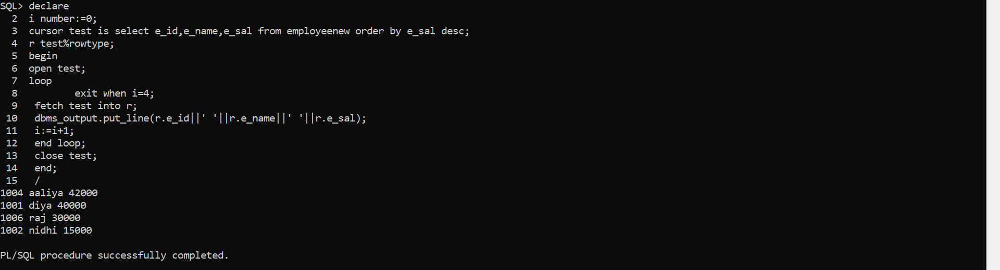 SQL> declare
  2  i number:=0;
  3  cursor test is select e_id,e_name,e_sal from employeenew order by e_sal desc;
  4  r test%rowtype;
  5  begin
  6  open test;
  7  loop
  8          exit when i=4;
  9   fetch test into r;
 10   dbms_output.put_line(r.e_id||' '||r.e_name||' '||r.e_sal);
 11   i:=i+1;
 12   end loop;
 13   close test;
 14   end;
 15   /
1004 aaliya 42000
1001 diya 40000
1006 raj 30000
1002 nidhi 15000

PL/SQL procedure successfully completed.